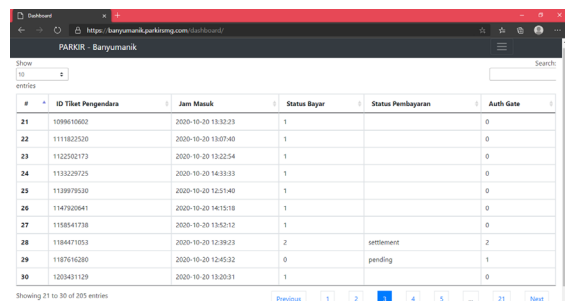 Dashboard
https://banyumanik.parkirsmg.com/dashboard/
PARKIR - Banyumanik
Show
10
entries
Search:
# ID Tiket Pengendara Jam Masuk Status Bayar Status Pembayaran Auth Gate
21 1099610602 2020-10-20 13:32:23 1 0
22 1111822520 2020-10-20 13:07:40 1 0
23 1122502173 2020-10-20 13:22:54 1 0
24 1133229725 2020-10-20 14:33:33 1 0
25 1139979530 2020-10-20 12:51:40 1 0
26 1147920641 2020-10-20 14:15:18 1 0
27 1158541738 2020-10-20 13:52:12 1 0
28 1184471053 2020-10-20 12:39:23 2 settlement 2
29 1187616280 2020-10-20 12:45:32 0 pending 1
30 1203431129 2020-10-20 13:20:31 1 0
Showing 21 to 30 of 205 entries
Previous 1 2 3 4 5 ... 21 Next